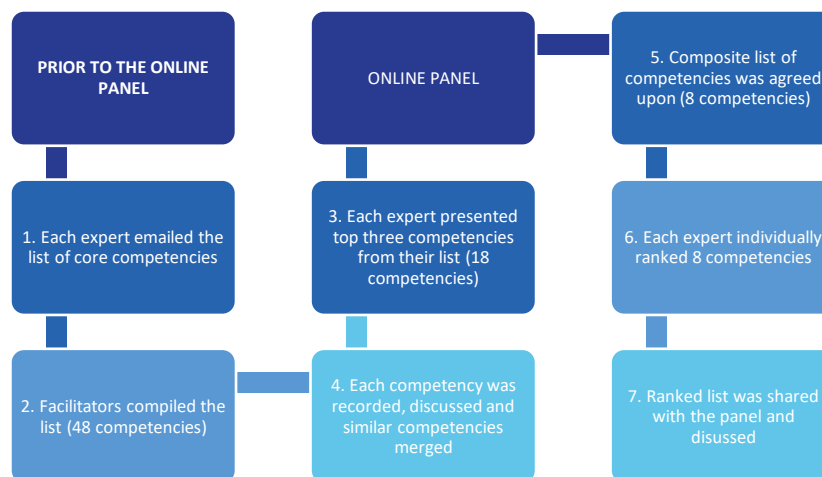 PRIOR TO THE ONLINE
PANEL
1. Each expert emailed the
list of core competencies
2. Facilitators compiled the
list (48 competencies)
ONLINE PANEL
3. Each expert presented
top three competencies
from their list (18
competencies)
4. Each competency was
recorded, discussed and
similar competencies
merged
5. Composite list of
competencies was agreed
upon (8 competencies)
6. Each expert individually
ranked 8 competencies
7. Ranked list was shared
with the panel and
disussed